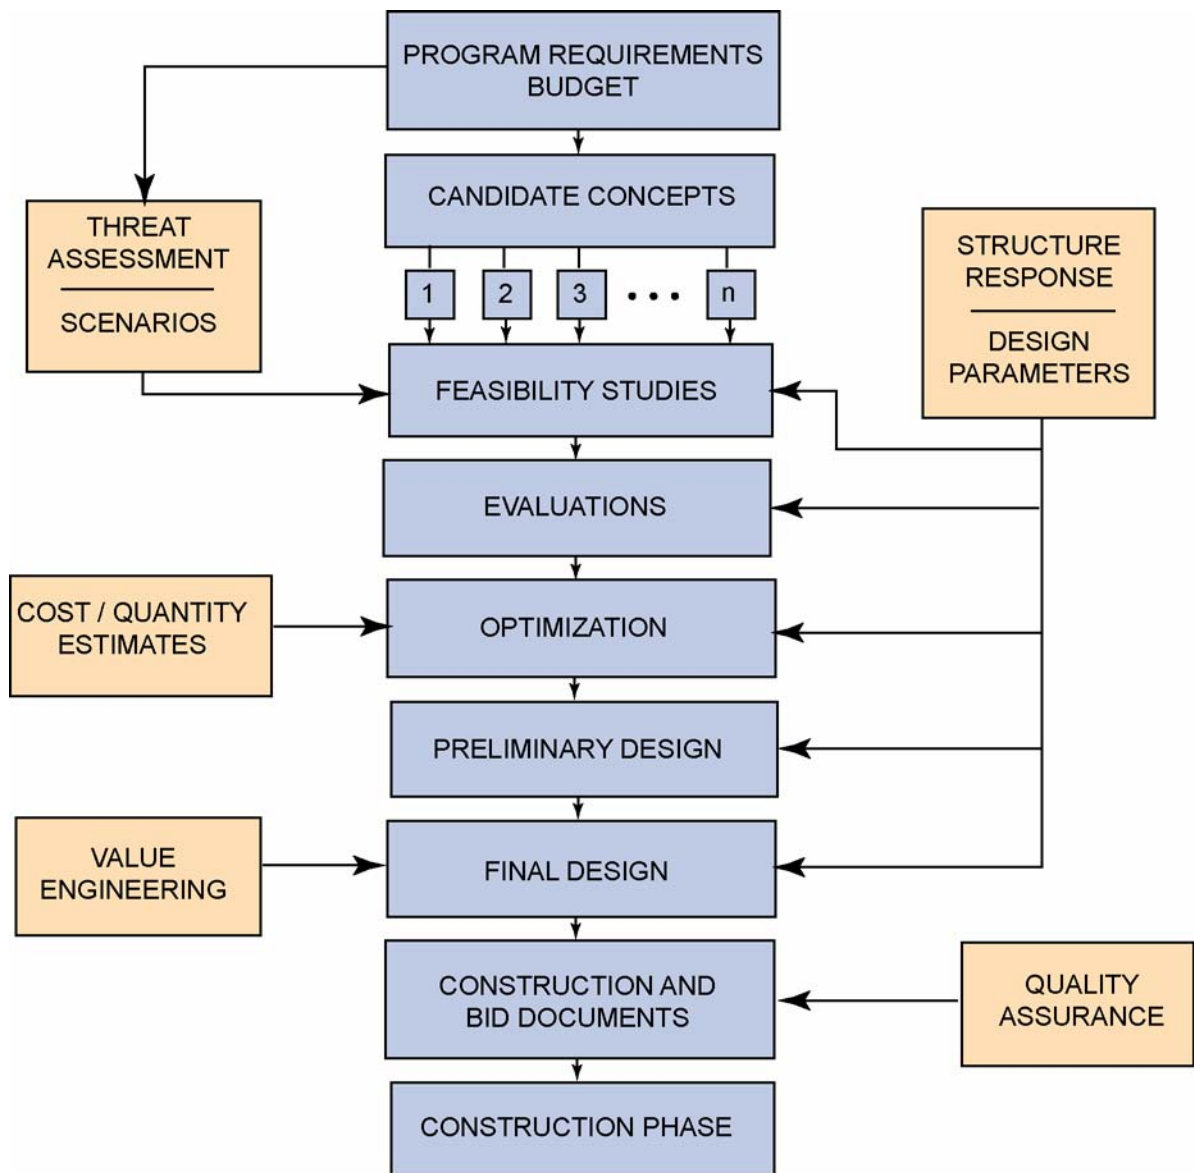 PROGRAM REQUIREMENTS
BUDGET
CANDIDATE CONCEPTS
THREAT
ASSESSMENT
SCENARIOS
STRUCTURE
RESPONSE
DESIGN
PARAMETERS
1
2
3
• • •
n
FEASIBILITY STUDIES
EVALUATIONS
COST / QUANTITY
ESTIMATES
OPTIMIZATION
PRELIMINARY DESIGN
VALUE
ENGINEERING
FINAL DESIGN
CONSTRUCTION AND
BID DOCUMENTS
QUALITY
ASSURANCE
CONSTRUCTION PHASE